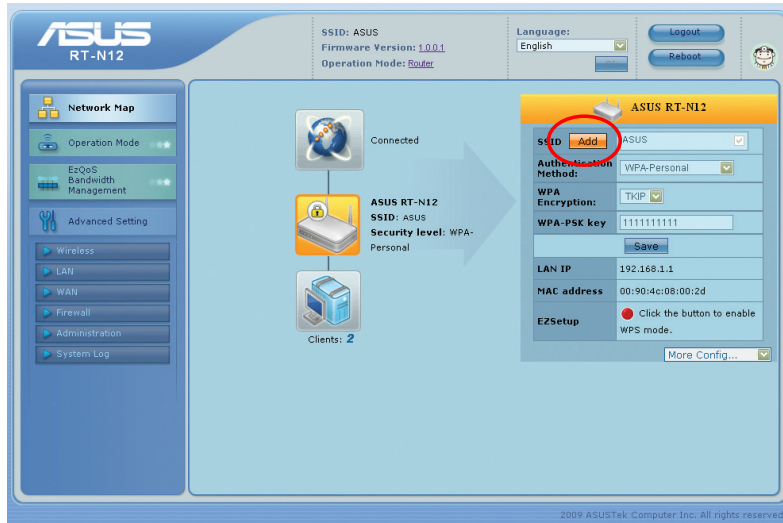 ASUS
RT-N12
SSID: ASUS
Firmware Version: 1.0.0.1
Operation Mode: Router
Language:
English
Logout
Reboot
Network Map
Operation Mode
EzQoS
Bandwidth
Management
Advanced Setting
Wireless
LAN
WAN
Firewall
Administration
System Log
Connected
ASUS RT-N12
SSID: ASUS
Security level: WPA-
Personal
Clients: 2
ASUS RT-N12
SSID Add ASUS
Authentication
Method: WPA-Personal
WPA
Encryption: TKIP
WPA-PSK key 1111111111
Save
LAN IP 192.168.1.1
MAC address 00:90:4c:08:00:2d
EZSetup Click the button to enable
WPS mode.
More Config...
2009 ASUSTek Computer Inc. All rights reserved